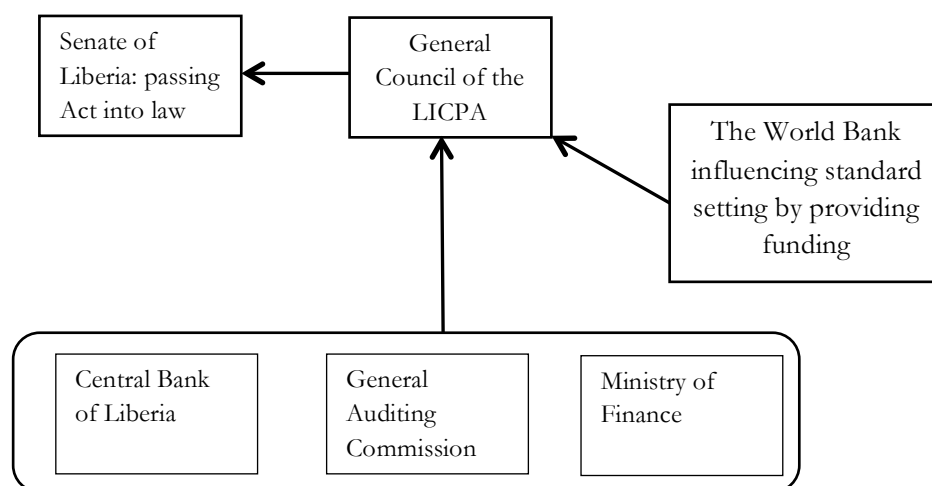 Senate of
Liberia: passing
Act into law
General
Council of the
LICPA
The World Bank
influencing standard
setting by providing
funding
Central Bank
of Liberia
General
Auditing
Commission
Ministry of
Finance